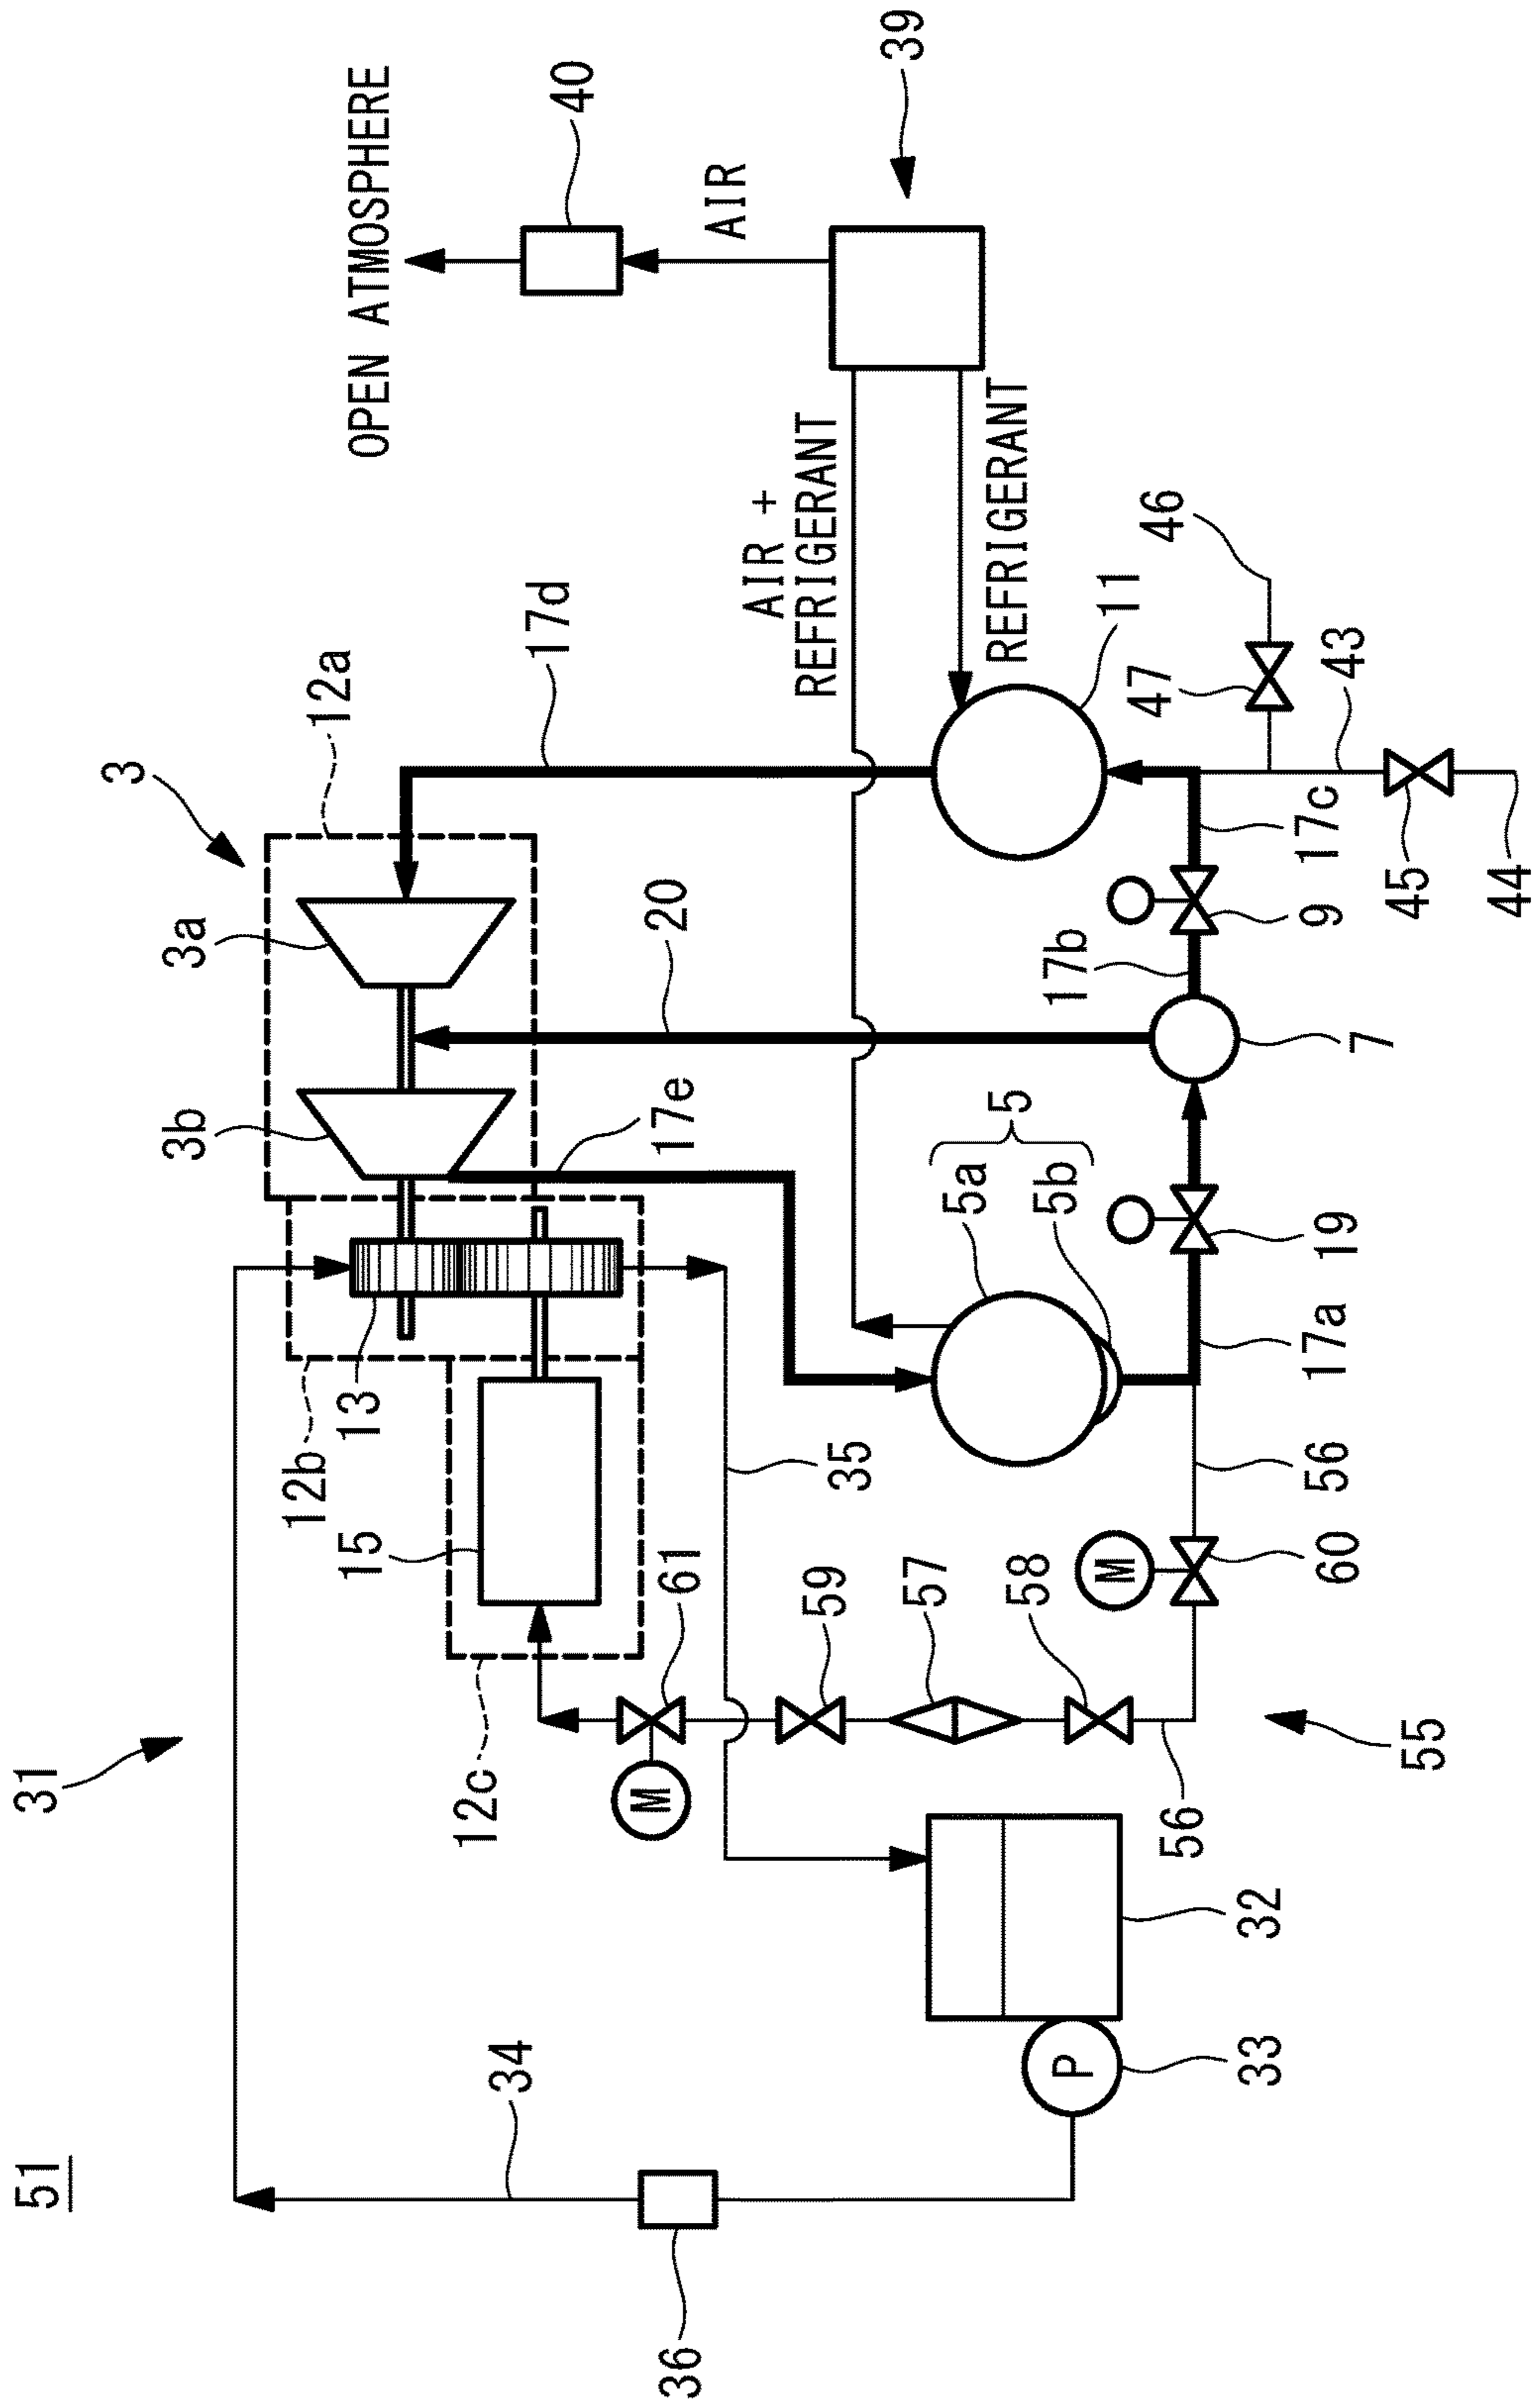 51
31
3
3b
3a
12b
12a
13
15
OPEN ATMOSPHERE
12c
34
17d
40
M
36
61
17e
20
AIR
AIR +
REFRIGERANT
59
35
39
57
5a
5
REFRIGERANT
58
5b
17b
P
M
11
47
46
56
33
32
60
56
17a
19
9
17c
43
7
45
55
44